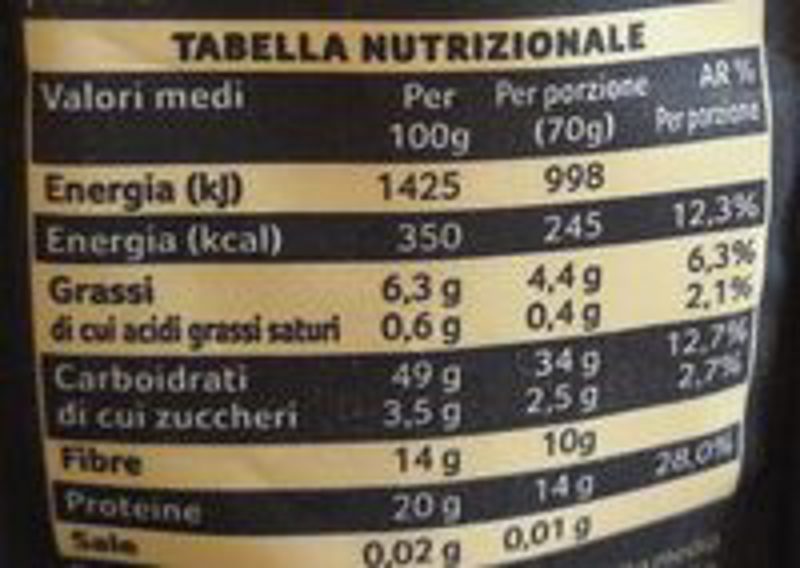 TABELLA NUTRIZIONALE
Valori medi Per 100g Per porzione (70g) AR % Per porzione
Energia (kJ) 1425 998
Energia (kcal) 350 245 12,3%
Grassi 6,3 g 4,4 g 6,3%
di cui acidi grassi saturi 0,6 g 0,4 g 2,1%
Carboidrati 49 g 34 g 12,7%
di cui zuccheri 3,5 g 2,5 g 2,7%
Fibre 14 g 10g
Proteine 20 g 14 g 28,0%
Sale 0,02 g 0,01 g